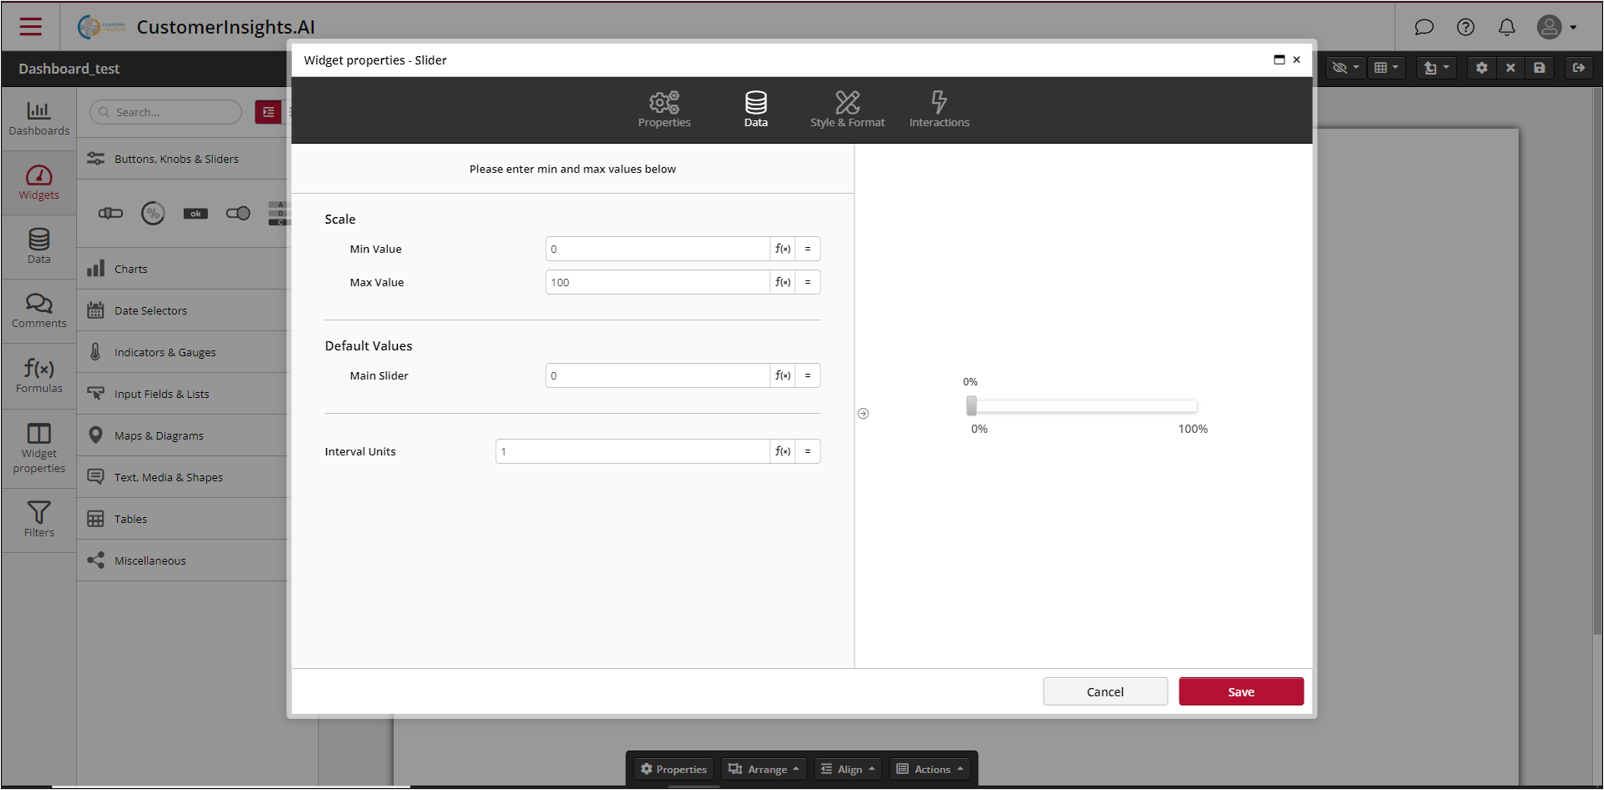 CustomerInsights.AI
Dashboard_test
Dashboards
Widgets
Data
Comments
Formulas
Widget
properties
Filters
Search...
Buttons, Knobs & Sliders
%
ok
A
B
C
Charts
Date Selectors
Indicators & Gauges
Input Fields & Lists
Maps & Diagrams
Text, Media & Shapes
Tables
Miscellaneous
Widget properties - Slider
Properties
Data
Style & Format
Interactions
Please enter min and max values below
Scale
Min Value 0 f(x) =
Max Value 100 f(x) =
Default Values
Main Slider 0 f(x) =
Interval Units 1 f(x) =
0%
0% 100%
Cancel Save
Properties Arrange Align Actions